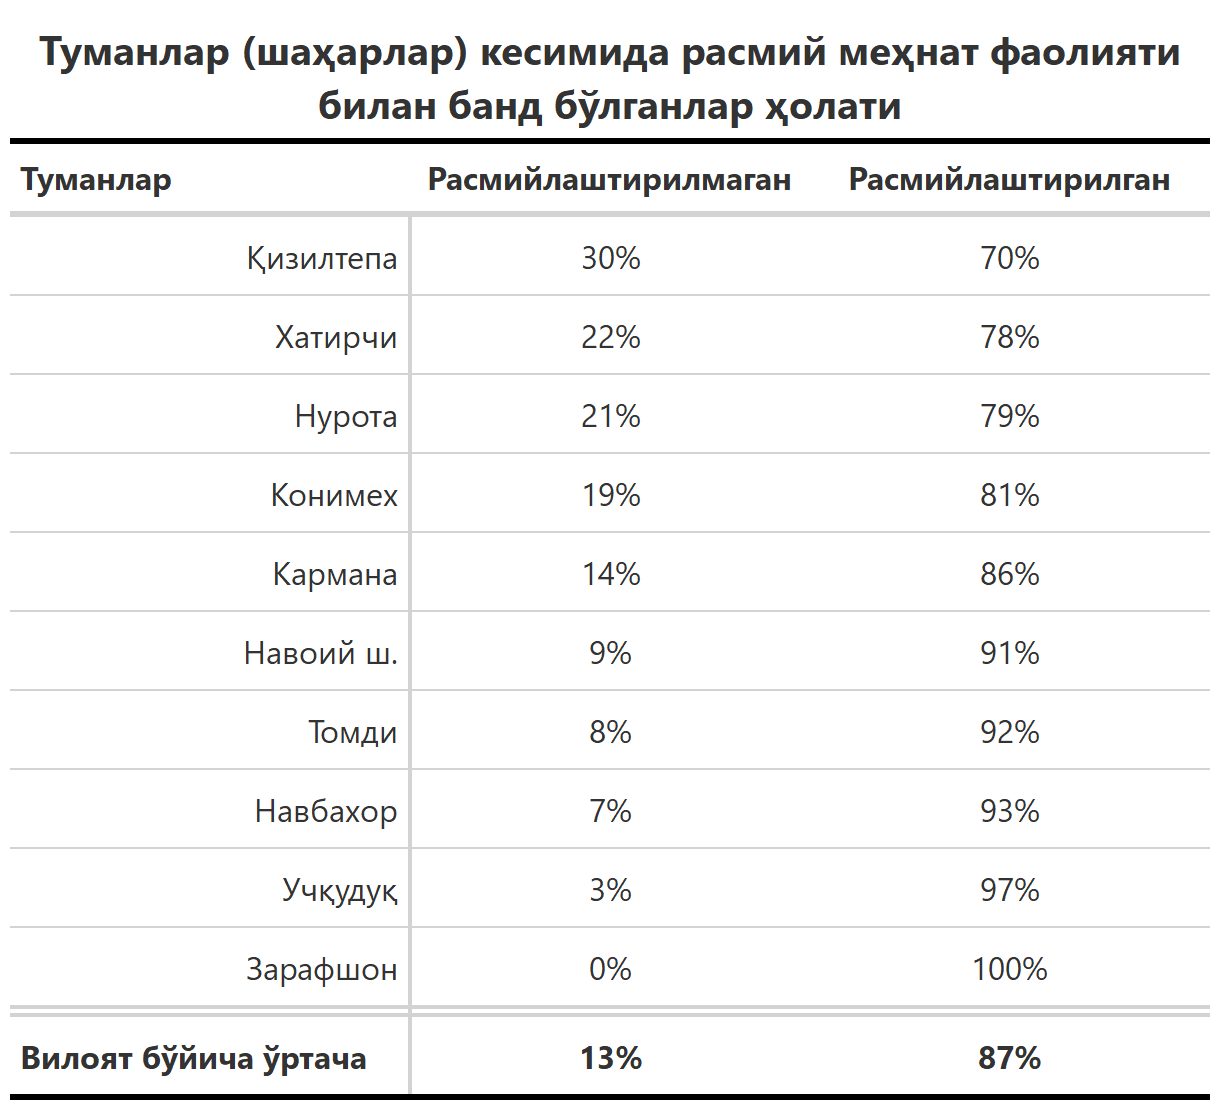 Туманлар (шаҳарлар) кесимида расмий меҳнат фаолияти
билан банд бўлганлар ҳолати
Туманлар Расмийлаштирилмаган Расмийлаштирилган
Қизилтепа 30% 70%
Хатирчи 22% 78%
Нурота 21% 79%
Конимех 19% 81%
Кармана 14% 86%
Навоий ш. 9% 91%
Томди 8% 92%
Навбахор 7% 93%
Учқудуқ 3% 97%
Зарафшон 0% 100%
Вилоят бўйича ўртача 13% 87%